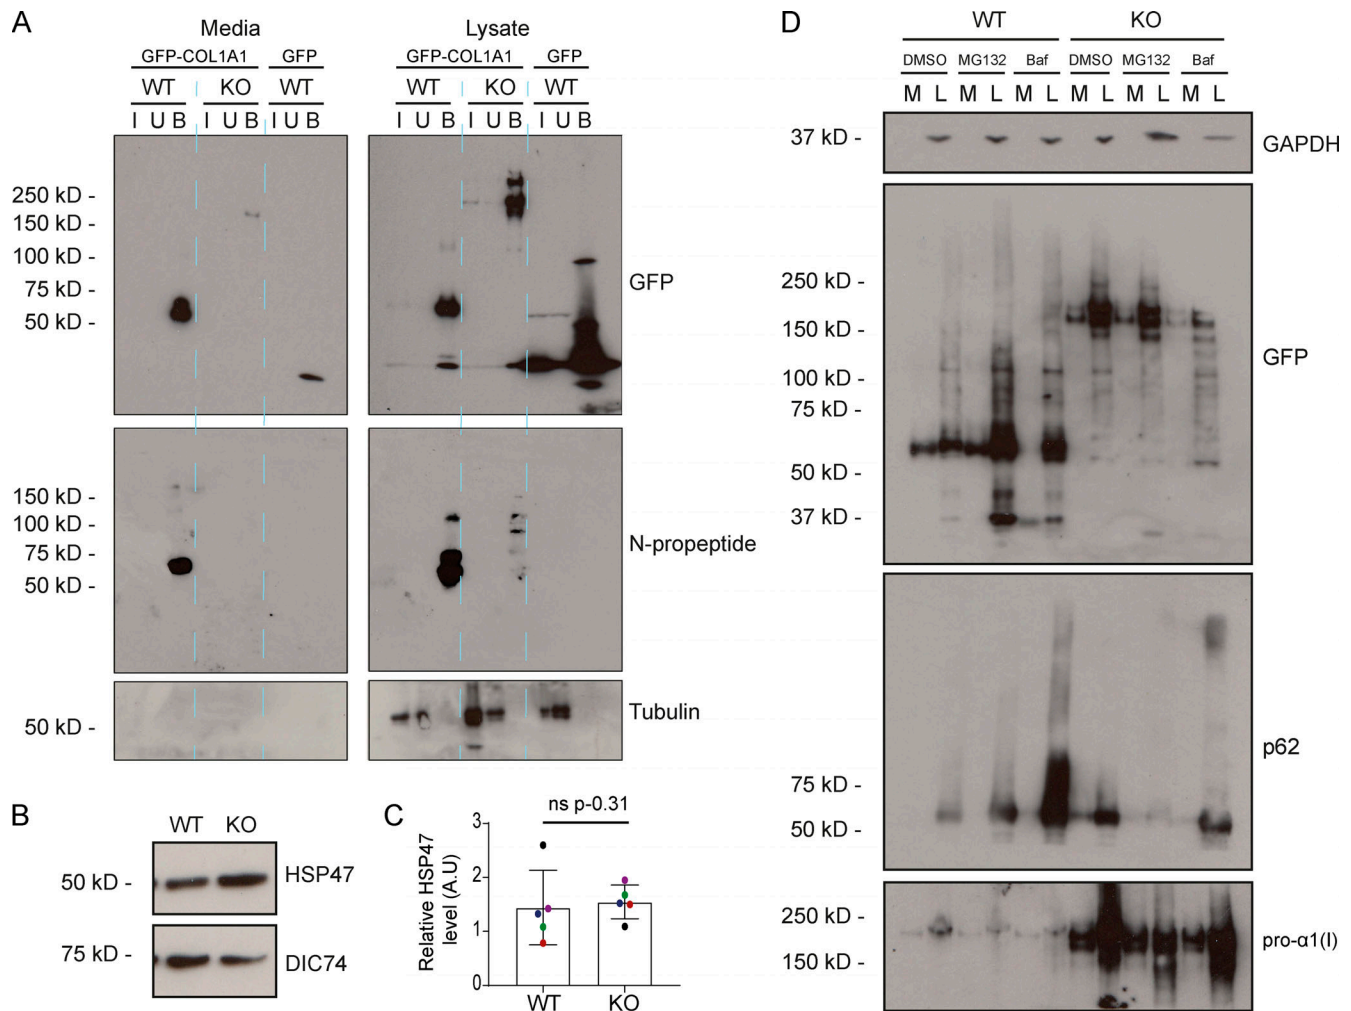 A
Media
Lysate
GFP-COL1A1 GFP
GFP-COL1A1 GFP
WT KO WT
WT KO WT
I U B I U B I U B
I U B I U B I U B
250 kD -
150 kD -
100 kD -
75 kD -
50 kD -
GFP
150 kD -
100 kD -
75 kD -
50 kD -
N-propeptide
50 kD -
Tubulin
B
WT KO
50 kD -
HSP47
75 kD -
DIC74
C
ns p-0.31
Relative HSP47
level (A.U)
3
2
1
0
WT KO
D
WT KO
DMSO MG132 Baf DMSO MG132 Baf
M L M L M L M L M L M L
37 kD -
GAPDH
250 kD -
150 kD -
100 kD -
75 kD -
50 kD -
37 kD -
GFP
75 kD -
50 kD -
p62
250 kD -
150 kD -
pro-α1(I)